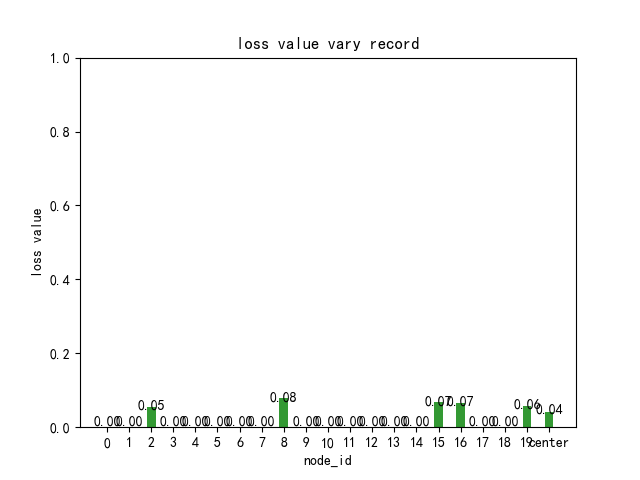 loss value vary record
1.0
0.8
0.6
0.4
0.2
0.0
loss value
0.00 0.00 0.05 0.00 0.00 0.00 0.00 0.00 0.08 0.00 0.00 0.00 0.00 0.00 0.00 0.07 0.07 0.00 0.00 0.06 0.04
0 1 2 3 4 5 6 7 8 9 10 11 12 13 14 15 16 17 18 19 center
node_id